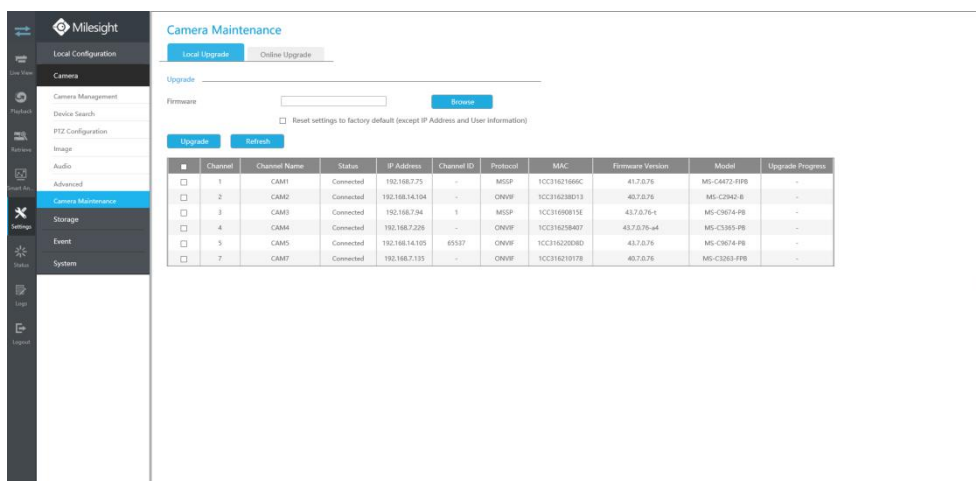 Milesight
Live View
Playback
Retrieve
Smart An...
Settings
Status
Logs
Logout
Local Configuration
Camera
Camera Management
Device Search
PTZ Configuration
Image
Audio
Advanced
Camera Maintenance
Storage
Event
System
Camera Maintenance
Local Upgrade Online Upgrade
Upgrade
Firmware Browse
Reset settings to factory default (except IP Address and User information)
Upgrade Refresh
Channel Channel Name Status IP Address Channel ID Protocol MAC Firmware Version Model Upgrade Progress
1 CAM1 Connected 192.168.7.75 - MSSP 1CC31621666C 41.7.0.76 MS-C4472-FIPB -
2 CAM2 Connected 192.168.14.104 - ONVIF 1CC316238D13 40.7.0.76 MS-C2942-B -
3 CAM3 Connected 192.168.7.94 1 MSSP 1CC31690815E 43.7.0.76-t MS-C9674-PB -
4 CAM4 Connected 192.168.7.226 - ONVIF 1CC316258407 43.7.0.76-a4 MS-C5365-PB -
5 CAM5 Connected 192.168.14.105 65537 ONVIF 1CC316220D8D 43.7.0.76 MS-C9674-PB -
7 CAM7 Connected 192.168.7.135 - ONVIF 1CC316210178 40.7.0.76 MS-C3263-FPB -